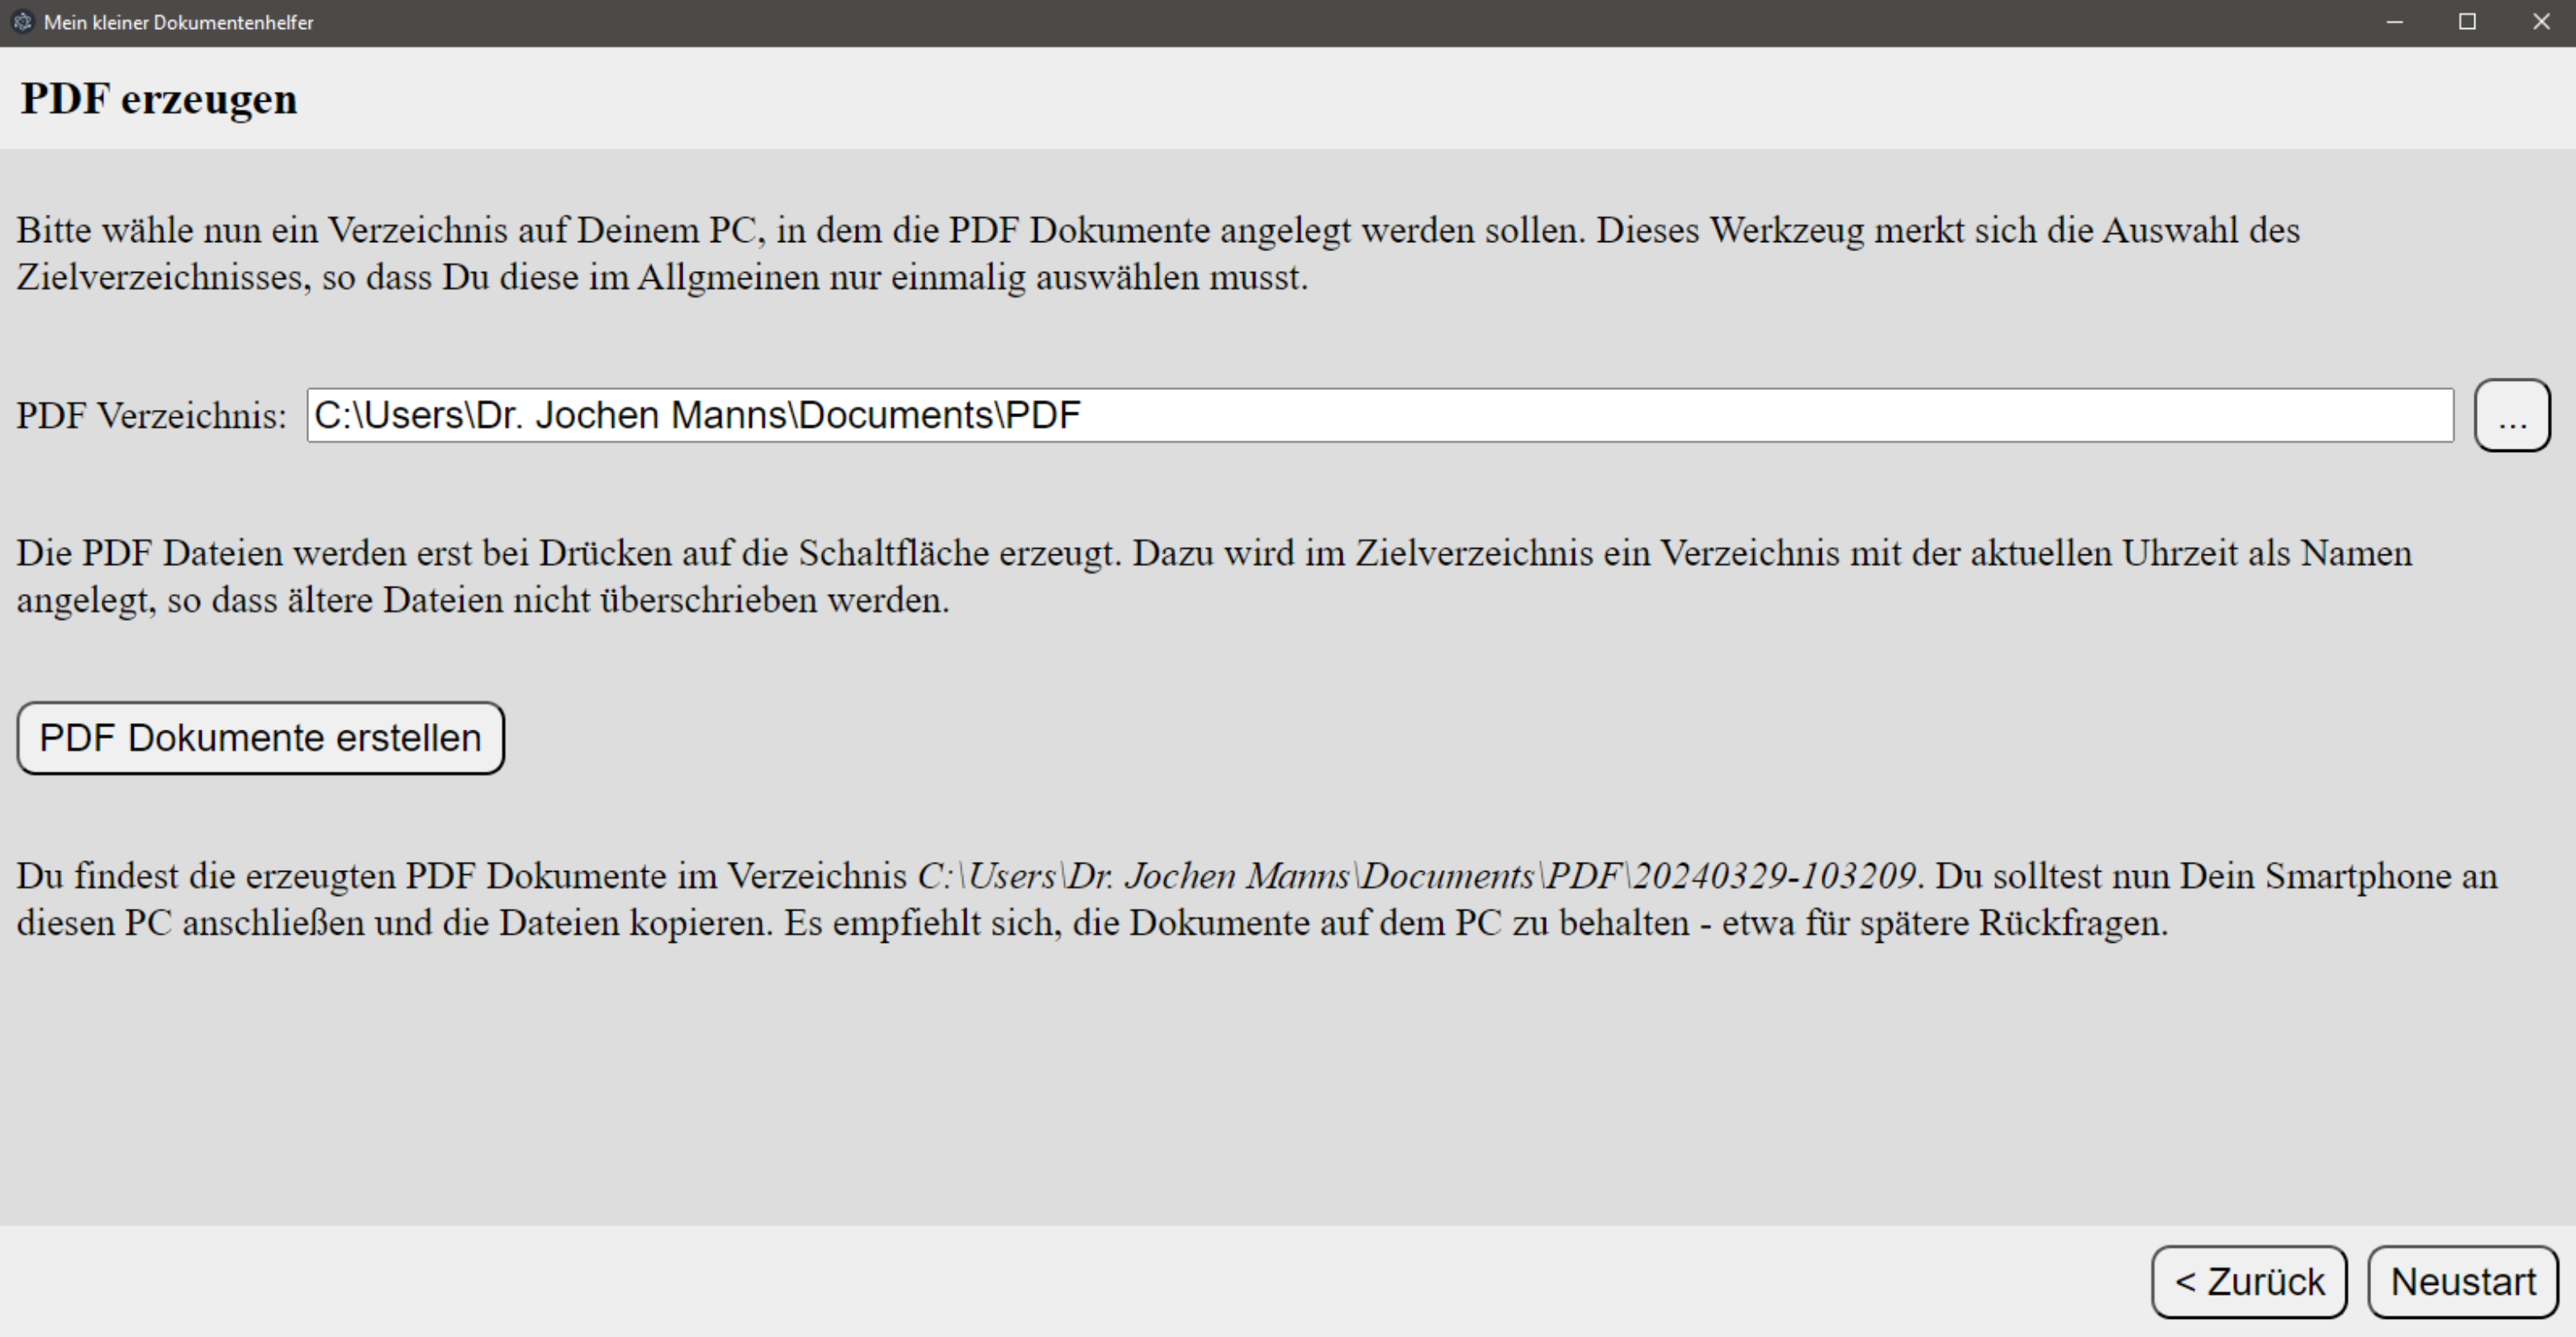 Mein kleiner Dokumentenhelfer
PDF erzeugen
Bitte wähle nun ein Verzeichnis auf Deinem PC, in dem die PDF Dokumente angelegt werden sollen. Dieses Werkzeug merkt sich die Auswahl des
Zielverzeichnisses, so dass Du diese im Allgmeinen nur einmalig auswählen musst.
PDF Verzeichnis: C:\Users\Dr. Jochen Manns\Documents\PDF ...
Die PDF Dateien werden erst bei Drücken auf die Schaltfläche erzeugt. Dazu wird im Zielverzeichnis ein Verzeichnis mit der aktuellen Uhrzeit als Namen
angelegt, so dass ältere Dateien nicht überschrieben werden.
PDF Dokumente erstellen
Du findest die erzeugten PDF Dokumente im Verzeichnis C:\Users\Dr. Jochen Manns\Documents\PDF\20240329-103209. Du solltest nun Dein Smartphone an
diesen PC anschließen und die Dateien kopieren. Es empfiehlt sich, die Dokumente auf dem PC zu behalten - etwa für spätere Rückfragen.
< Zurück Neustart